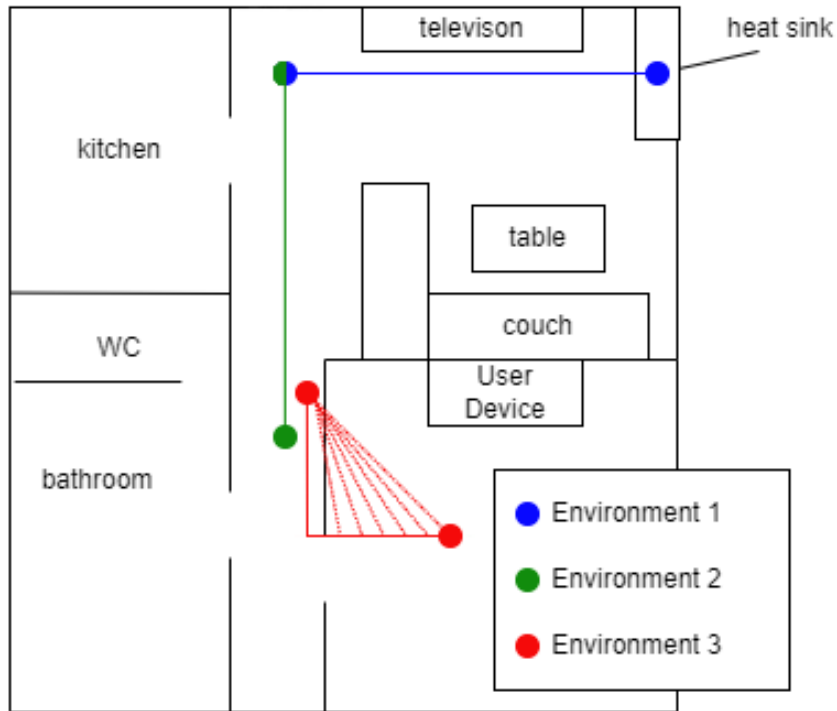 televison
heat sink
kitchen
table
couch
WC
User
Device
bathroom
Environment 1
Environment 2
Environment 3